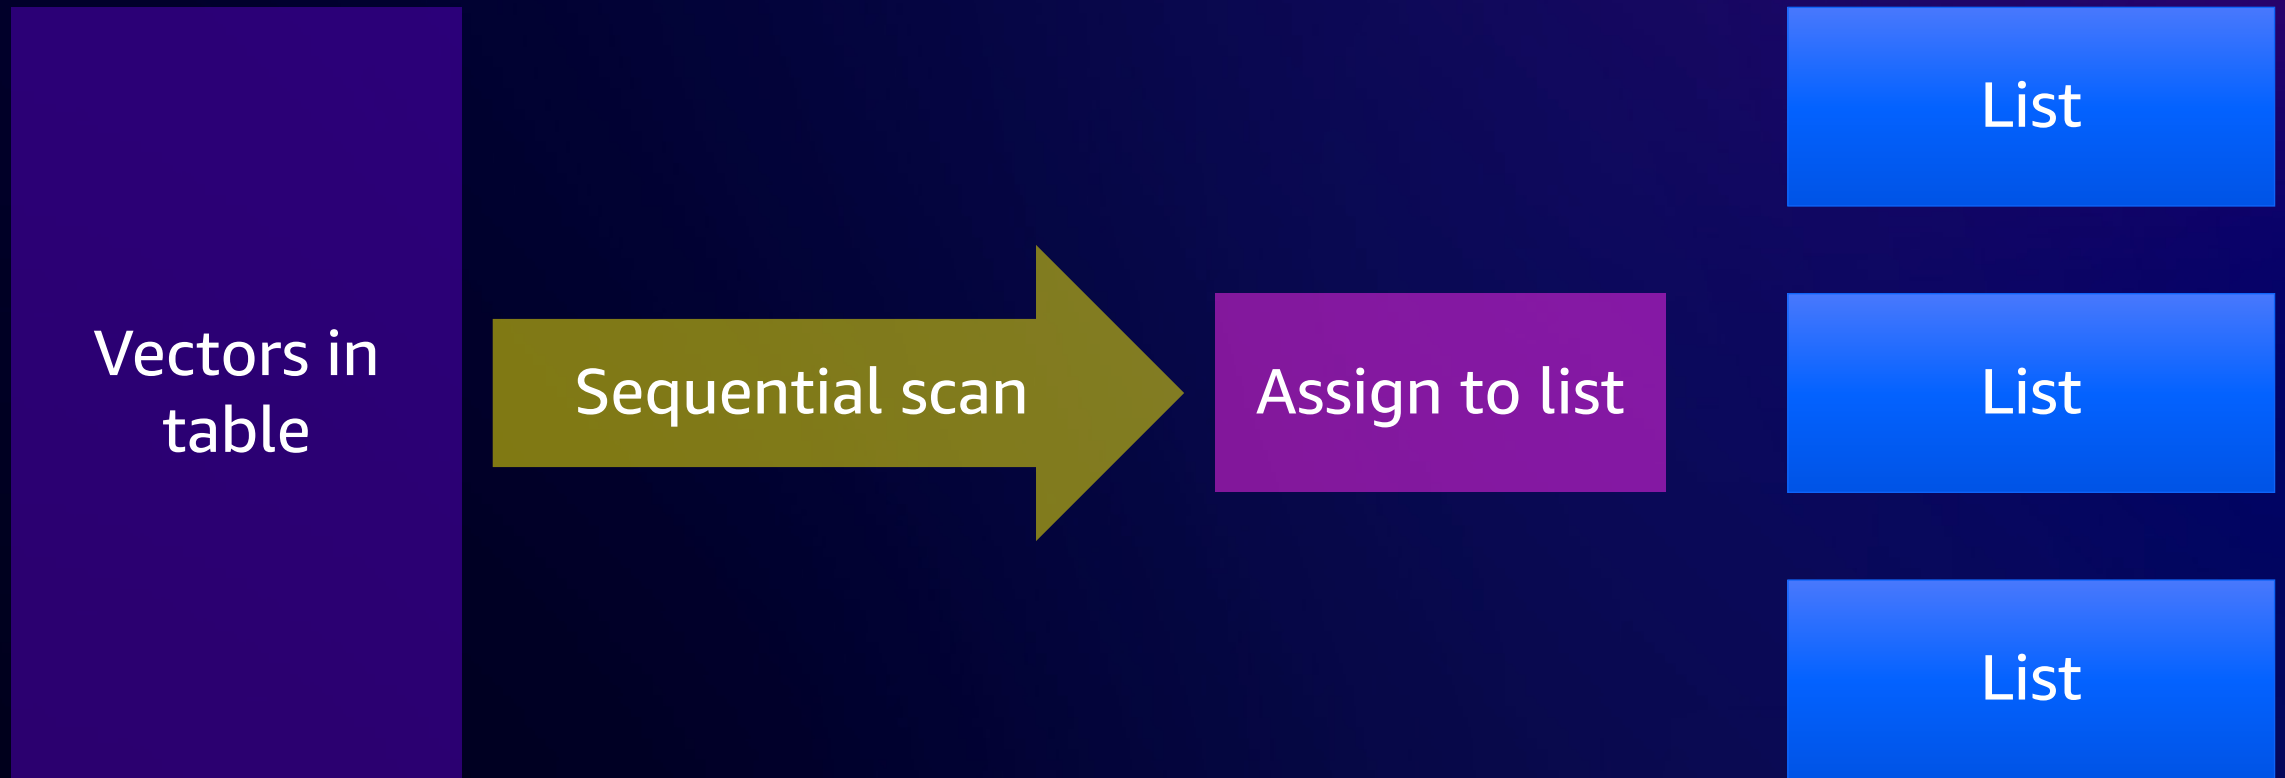 Vectors in
table
Sequential scan
Assign to list
List
List
List